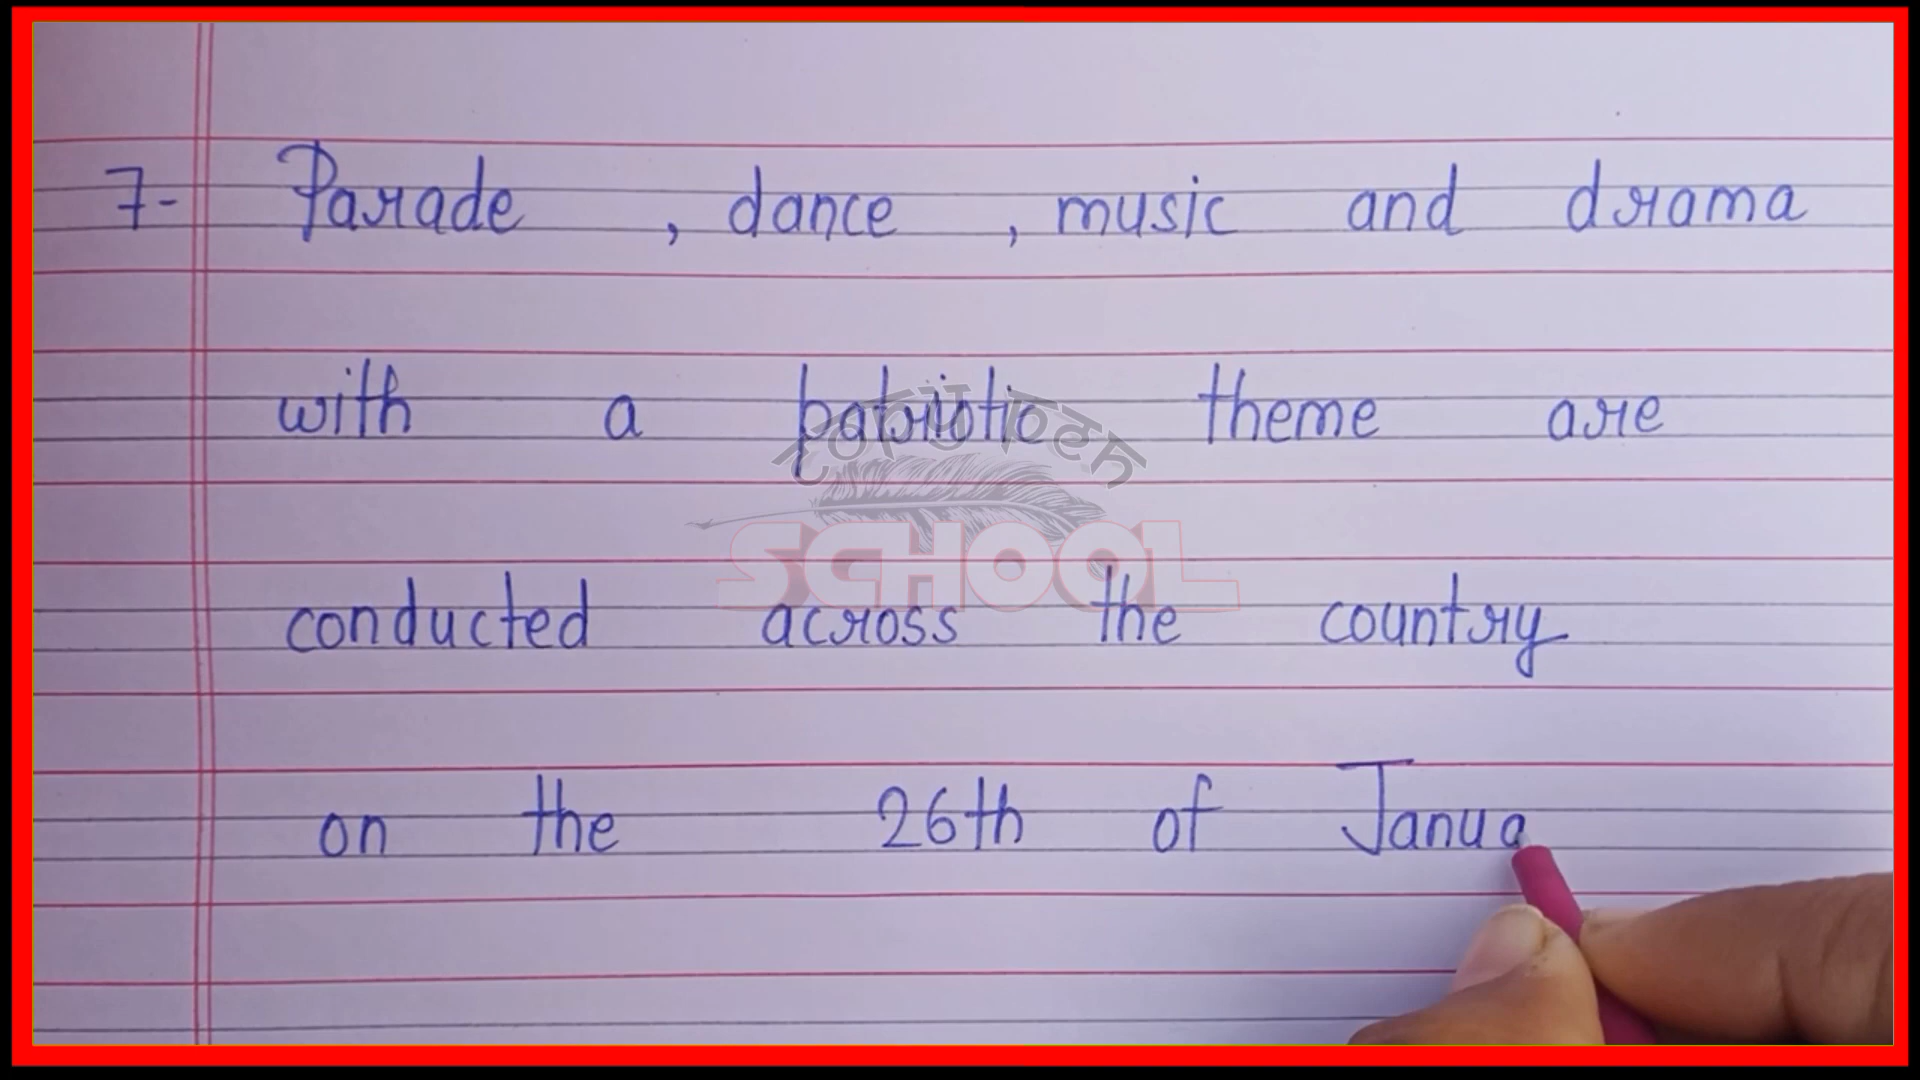 7- Parade , dance , music and drama
with a patriotic theme are
SCHOOL
conducted across the country
on the 26th of Janua